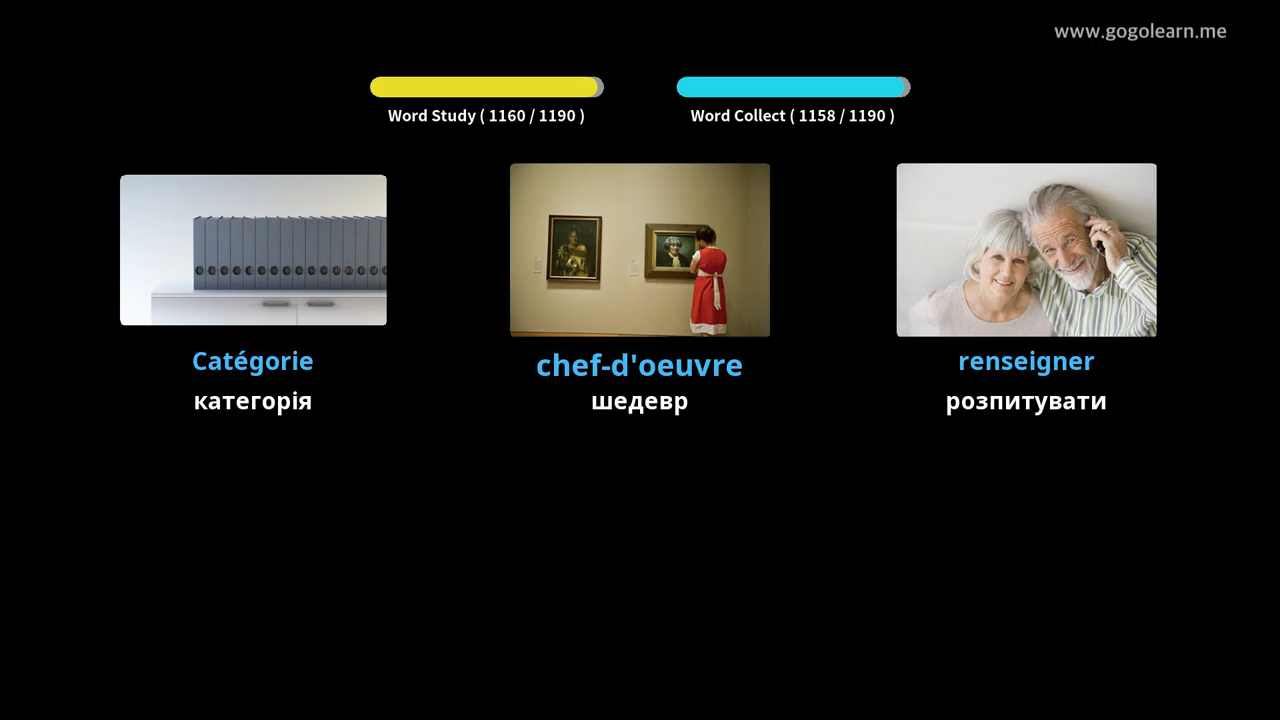 www.gogolearn.me
Word Study ( 1160 / 1190 )
Word Collect ( 1158 / 1190 )
Catégorie
категорія
chef-d'oeuvre
шедевр
renseigner
розпитувати